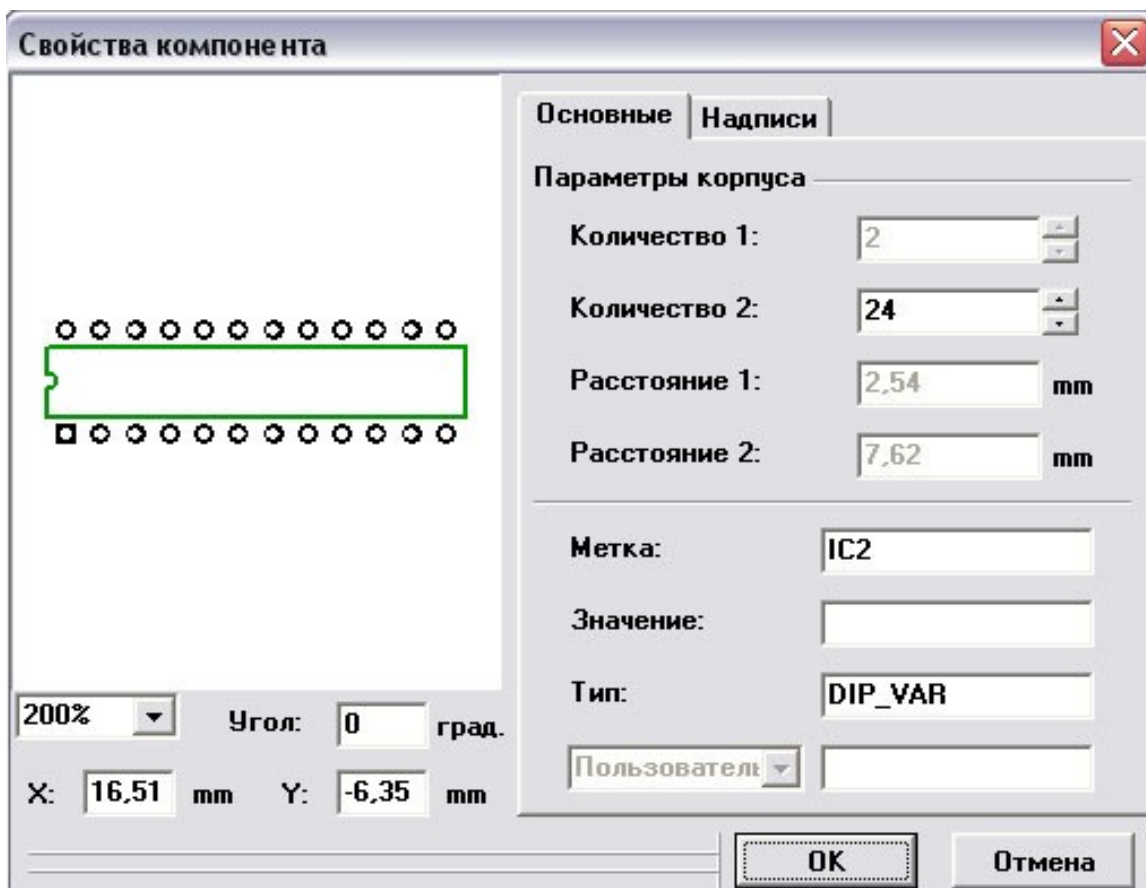 Свойства компонента
Основные
Надписи
Параметры корпуса
Количество 1: 2
Количество 2: 24
Расстояние 1: 2,54 mm
Расстояние 2: 7,62 mm
Метка: IC2
Значение:
Тип: DIP_VAR
Пользователь
200% Угол: 0 град.
X: 16,51 mm Y: -6,35 mm
OK Отмена